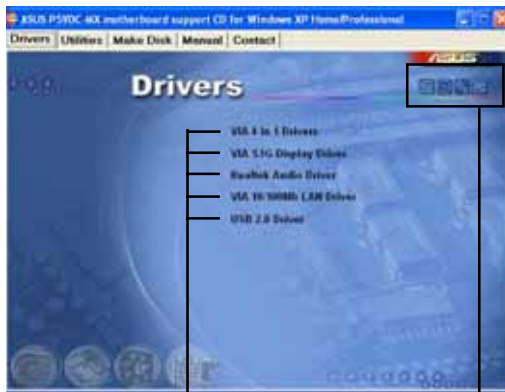 ASUS P5VDC-MX motherboard support CD for Windows XP Home/Professional
Drivers Utilities Make Disk Manual Contact
Drivers
VIA 4 in 1 Drivers
VIA S3G Display Driver
Realtek Audio Driver
VIA 10/100Mb LAN Driver
USB 2.0 Driver